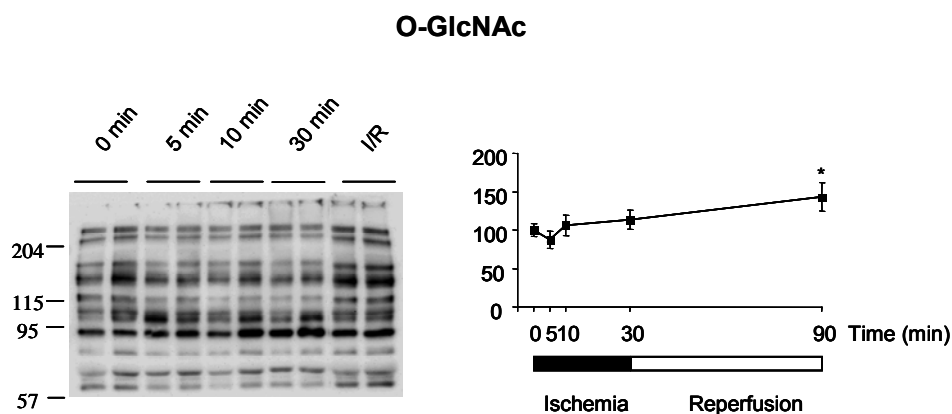 O-GlcNAc
0 min 5 min 10 min 30 min I/R
204
115
95
57
200
150
100
50
0
*
0 5 10 30 90 Time (min)
Ischemia Reperfusion